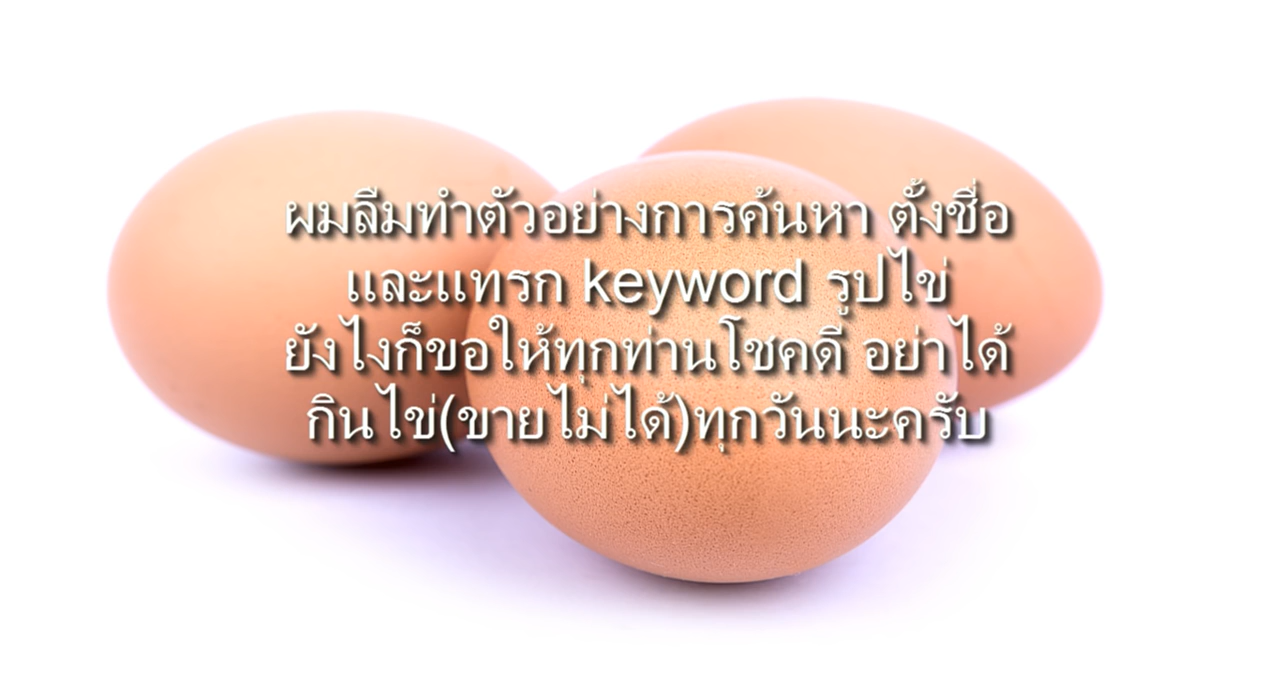 ผมลืมทำตัวอย่างการค้นหา ตั้งชื่อ
และแทรก keyword รูปไข่
ยังไงก็ขอให้ทุกท่านโชคดี อย่าได้
กินไข่(ขายไม่ได้)ทุกวันนะครับ